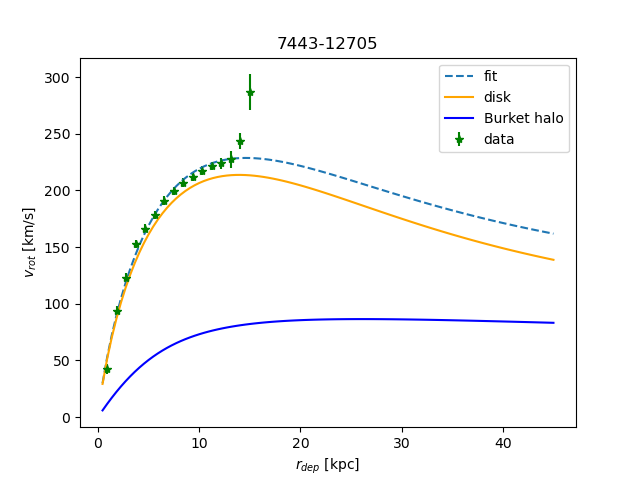 7443-12705
fit
disk
Burket halo
data
300
250
200
150
100
50
0
v_rot [km/s]
0 10 20 30 40
r_dep [kpc]